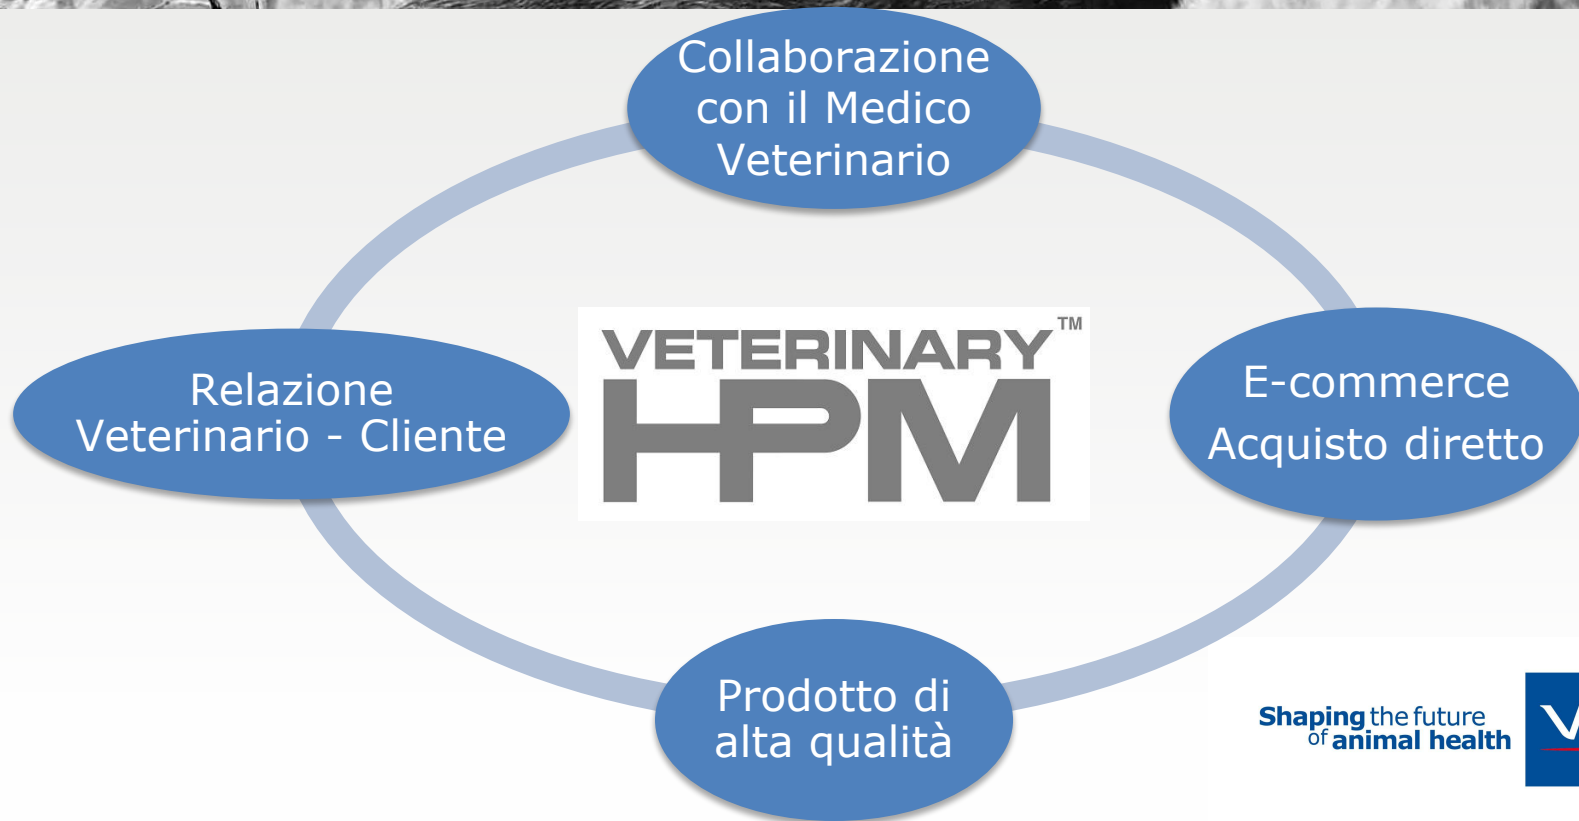 Collaborazione
con il Medico
Veterinario
Relazione
Veterinario - Cliente
VETERINARY™
HPM
E-commerce
Acquisto diretto
Prodotto di
alta qualità
Shaping the future
of animal health
V